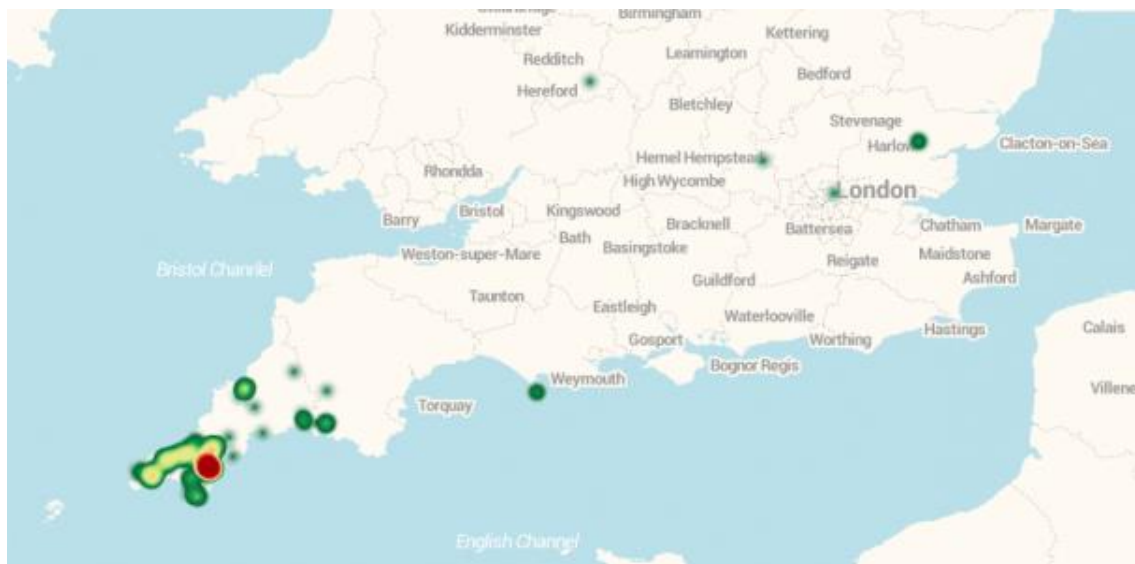 Birmingham
Kidderminster
Kettering
Redditch
Leamington
Bedford
Hereford
Bletchley
Stevenage
Harlow
Clacton-on-Sea
Hemel Hempstead
Rhondda
High Wycombe
London
Barry
Bristol
Kingswood
Bracknell
Battersea
Chatham
Margate
Bath
Basingstoke
Weston-super-Mare
Maidstone
Reigate
Bristol Channel
Guildford
Ashford
Taunton
Eastleigh
Waterlooville
Gosport
Worthing
Hastings
Calais
Bognor Regis
Weymouth
Torquay
Villene
English Channel